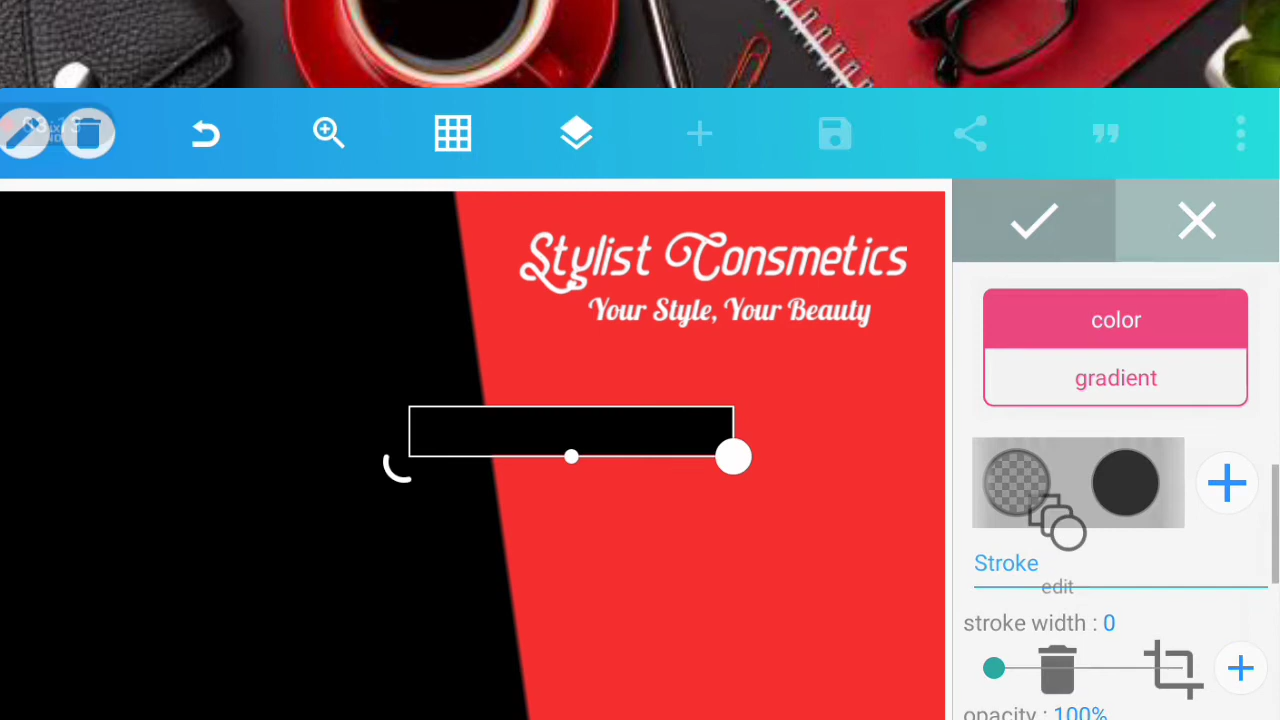 Stylist Consmetics
Your Style, Your Beauty
color
gradient
Stroke
edit
stroke width : 0
opacity : 100%